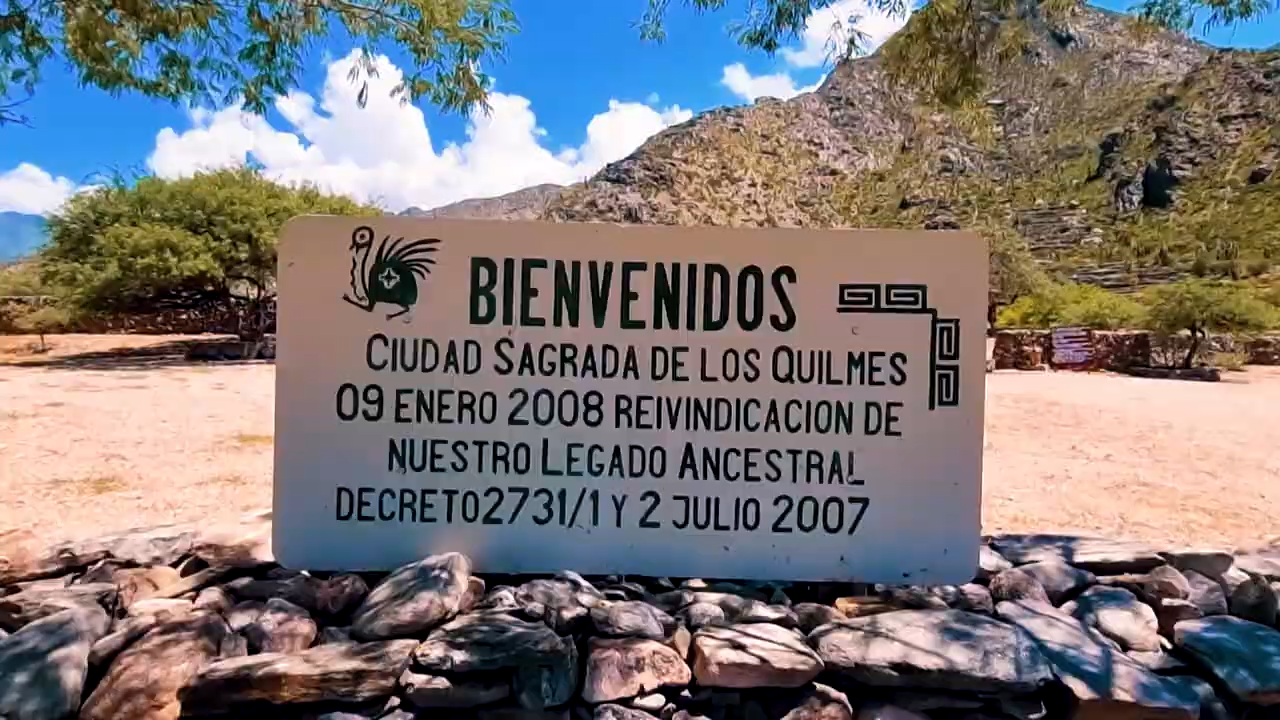 BIENVENIDOS
CIUDAD SAGRADA DE LOS QUILMES
09 ENERO 2008 REIVINDICACION DE
NUESTRO LEGADO ANCESTRAL
DECRETO2731/1 Y 2 JULIO 2007